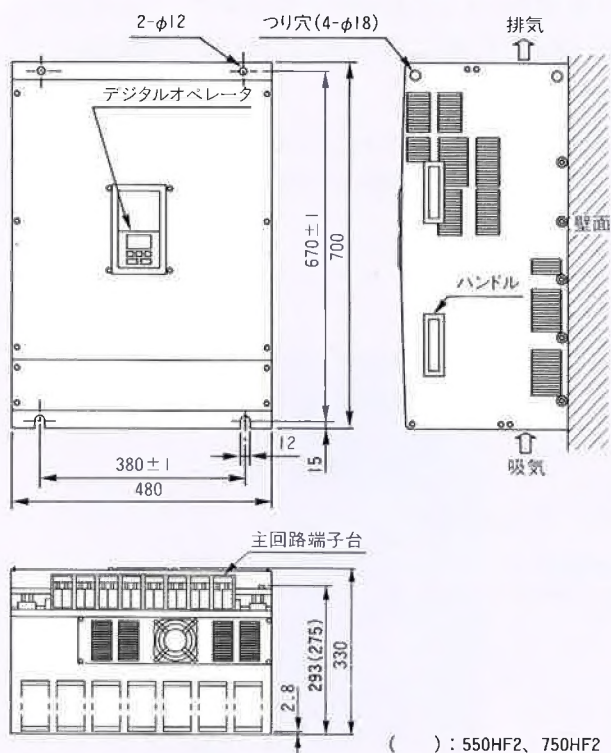 2-φ12
つり穴(4-φ18)
排気
デジタルオペレータ
670±1
700
壁面
ハンドル
12
15
380±1
480
吸気
主回路端子台
2.8
293(275)
330
( ):550HF2、750HF2